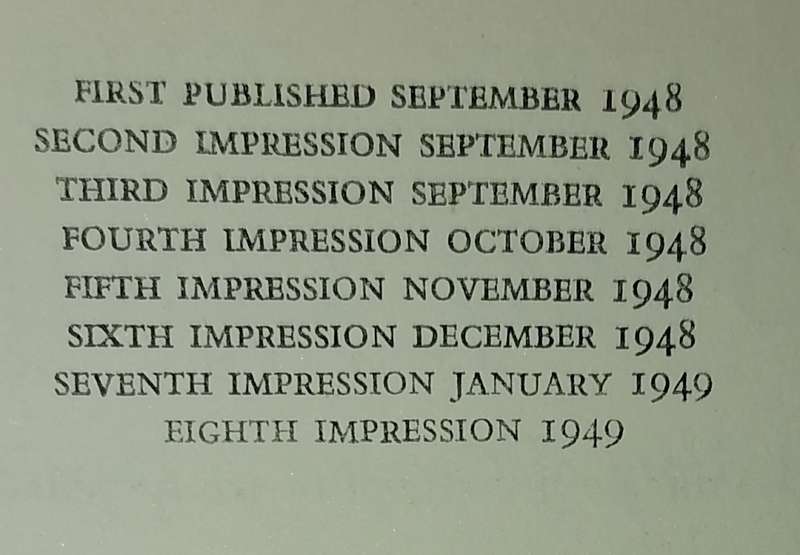 FIRST PUBLISHED SEPTEMBER 1948
SECOND IMPRESSION SEPTEMBER 1948
THIRD IMPRESSION SEPTEMBER 1948
FOURTH IMPRESSION OCTOBER 1948
FIFTH IMPRESSION NOVEMBER 1948
SIXTH IMPRESSION DECEMBER 1948
SEVENTH IMPRESSION JANUARY 1949
EIGHTH IMPRESSION 1949